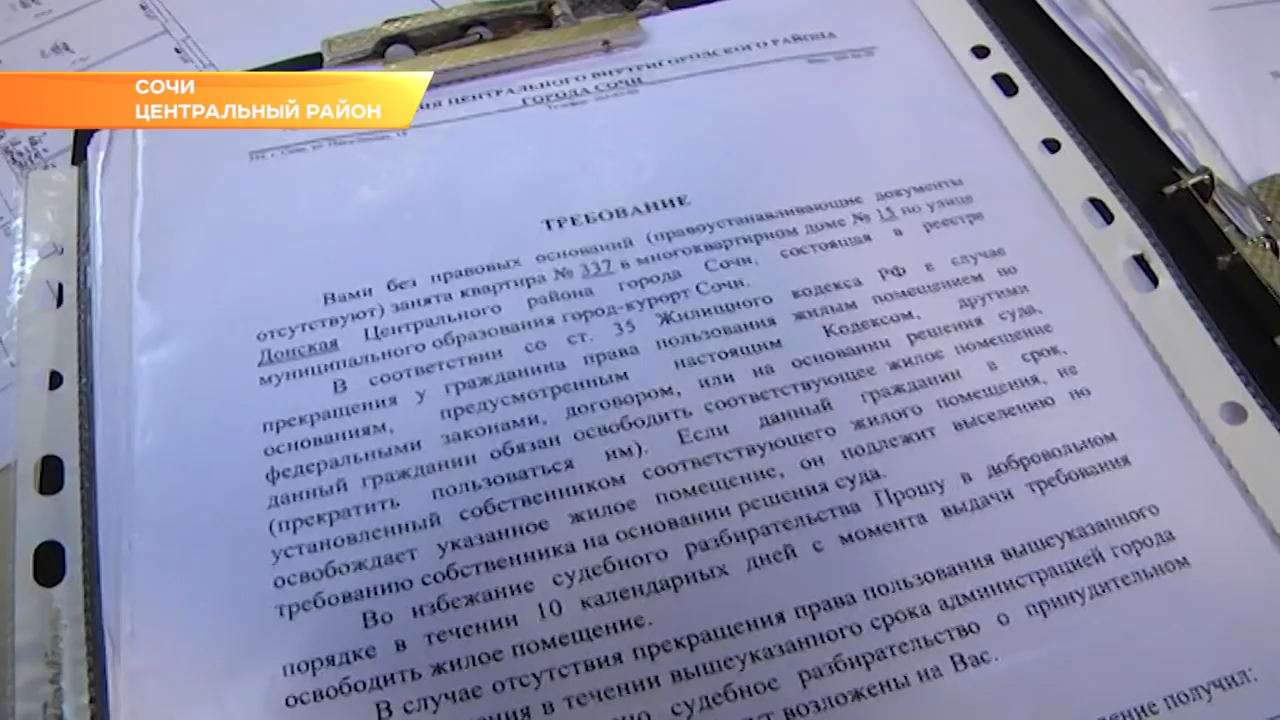 СОЧИ
ЦЕНТРАЛЬНЫЙ РАЙОН
ЦЕНТРАЛЬНОГО ВНУТРИГОРОДСКОГО РАЙОНА
ГОРОДА СОЧИ
ТРЕБОВАНИЕ
Вами без правовых оснований (правоустанавливающие документы
отсутствуют) занята квартира № 337 в многоквартирном доме № 15 по улице
Донская Центрального района города Сочи, состоящая в реестре
муниципального образования город-курорт Сочи.
В соответствии со ст. 35 Жилищного кодекса РФ в случае
прекращения у гражданина права пользования жилым помещением по
основаниям, предусмотренным настоящим Кодексом, другими
федеральными законами, договором, или на основании решения суда,
данный гражданин обязан освободить соответствующее жилое помещение
(прекратить пользоваться им). Если данный гражданин в срок,
установленный собственником соответствующего жилого помещения, не
освобождает указанное жилое помещение, он подлежит выселению по
требованию собственника на основании решения суда.
Во избежание судебного разбирательства Прошу в добровольном
порядке в течении 10 календарных дней с момента выдачи требования
освободить жилое помещение.
В случае отсутствия прекращения права пользования вышеуказанного
в течении вышеуказанного срока администрацией города
судебное разбирательство о принудительном
возложены на Вас.
получил: